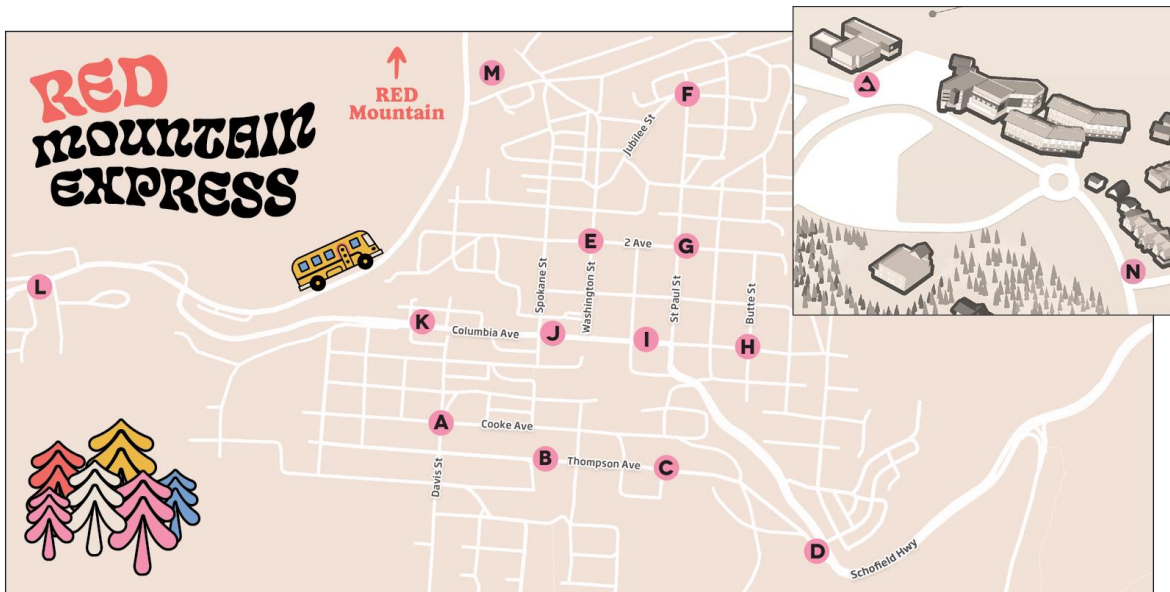 RED
MOUNTAIN
EXPRESS
RED
Mountain
M
F
Jubilee St
E
2 Ave
G
L
Spokane St
Washington St
St Paul St
Butte St
K
Columbia Ave
J
I
H
A
Cooke Ave
B
Thompson Ave
C
Davis St
D
Schofield Hwy
N